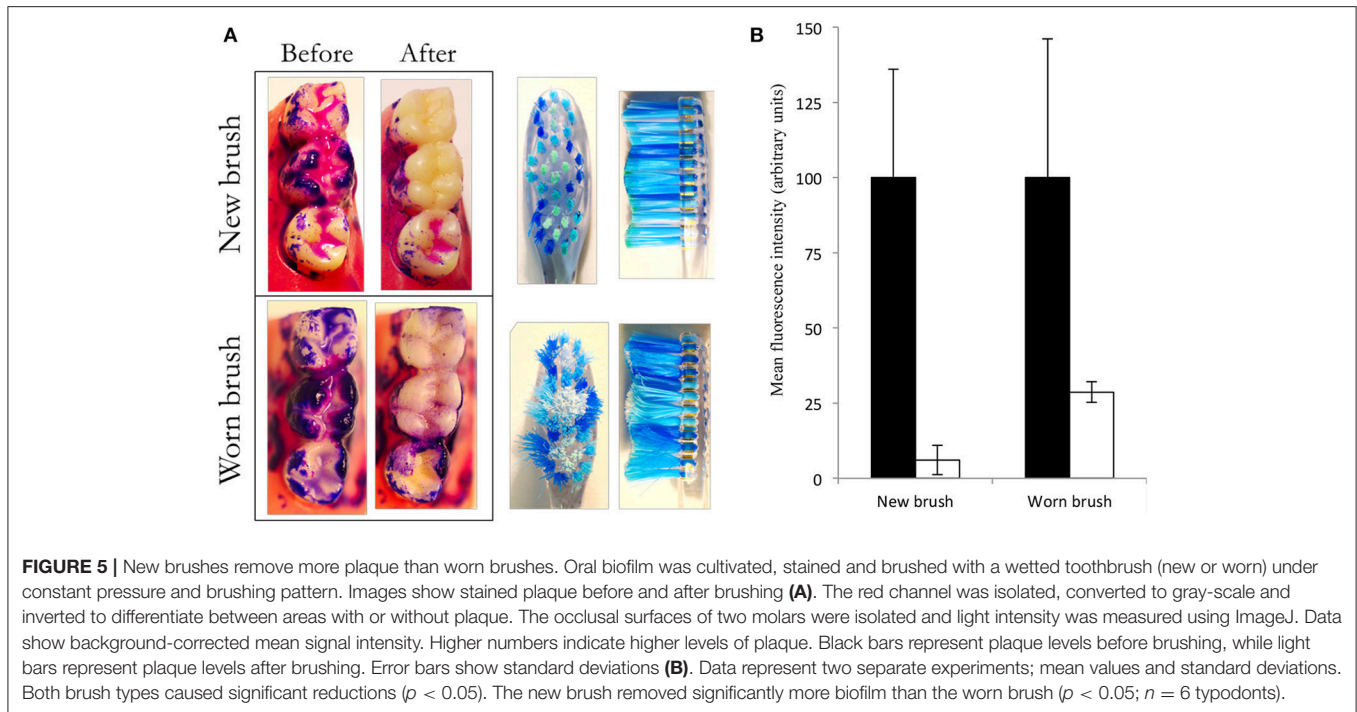 A
Before After
New brush
Worn brush
B
Mean fluorescence intensity (arbitrary units)
150
125
100
75
50
25
0
New brush Worn brush
FIGURE 5 | New brushes remove more plaque than worn brushes. Oral biofilm was cultivated, stained and brushed with a wetted toothbrush (new or worn) under
constant pressure and brushing pattern. Images show stained plaque before and after brushing (A). The red channel was isolated, converted to gray-scale and
inverted to differentiate between areas with or without plaque. The occlusal surfaces of two molars were isolated and light intensity was measured using ImageJ. Data
show background-corrected mean signal intensity. Higher numbers indicate higher levels of plaque. Black bars represent plaque levels before brushing, while light
bars represent plaque levels after brushing. Error bars show standard deviations (B). Data represent two separate experiments; mean values and standard deviations.
Both brush types caused significant reductions (p < 0.05). The new brush removed significantly more biofilm than the worn brush (p < 0.05; n = 6 typodonts).